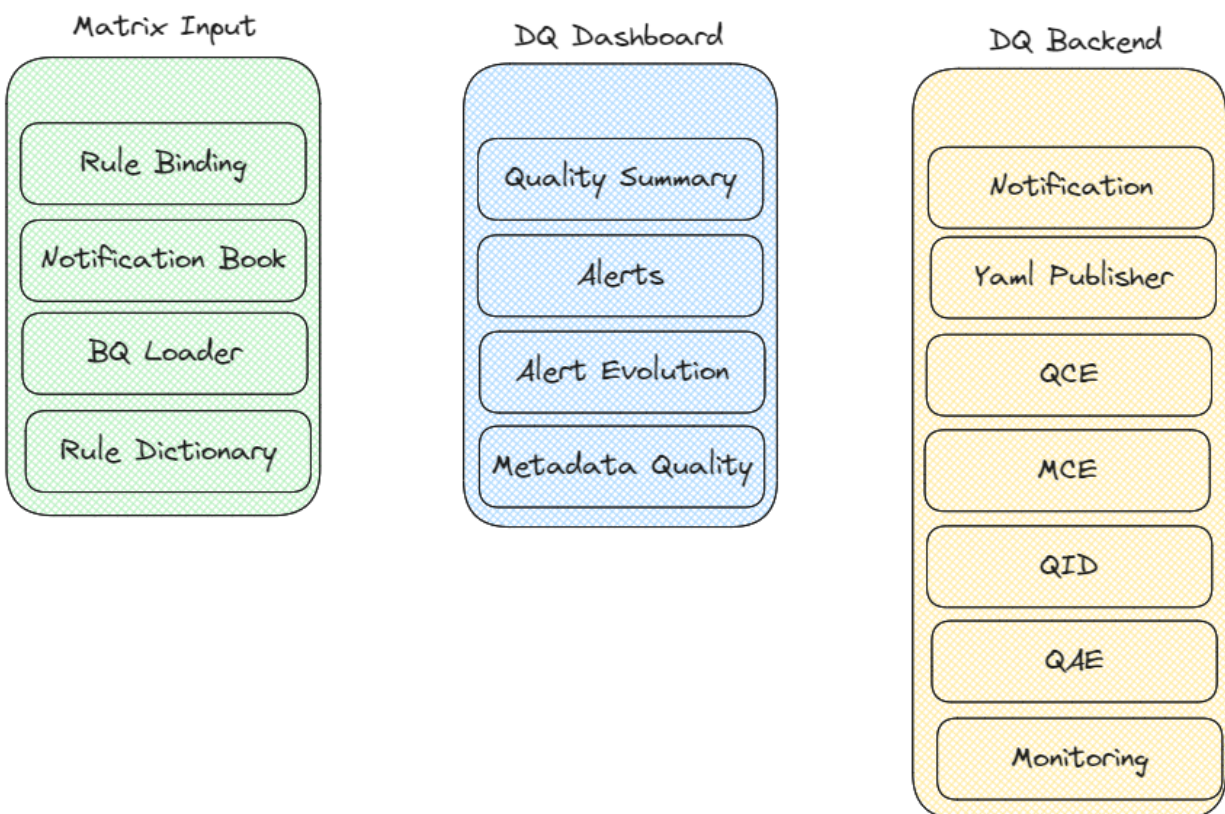 Matrix Input
Rule Binding
Notification Book
BQ Loader
Rule Dictionary
DQ Dashboard
Quality Summary
Alerts
Alert Evolution
Metadata Quality
DQ Backend
Notification
Yaml Publisher
QCE
MCE
QID
QAE
Monitoring